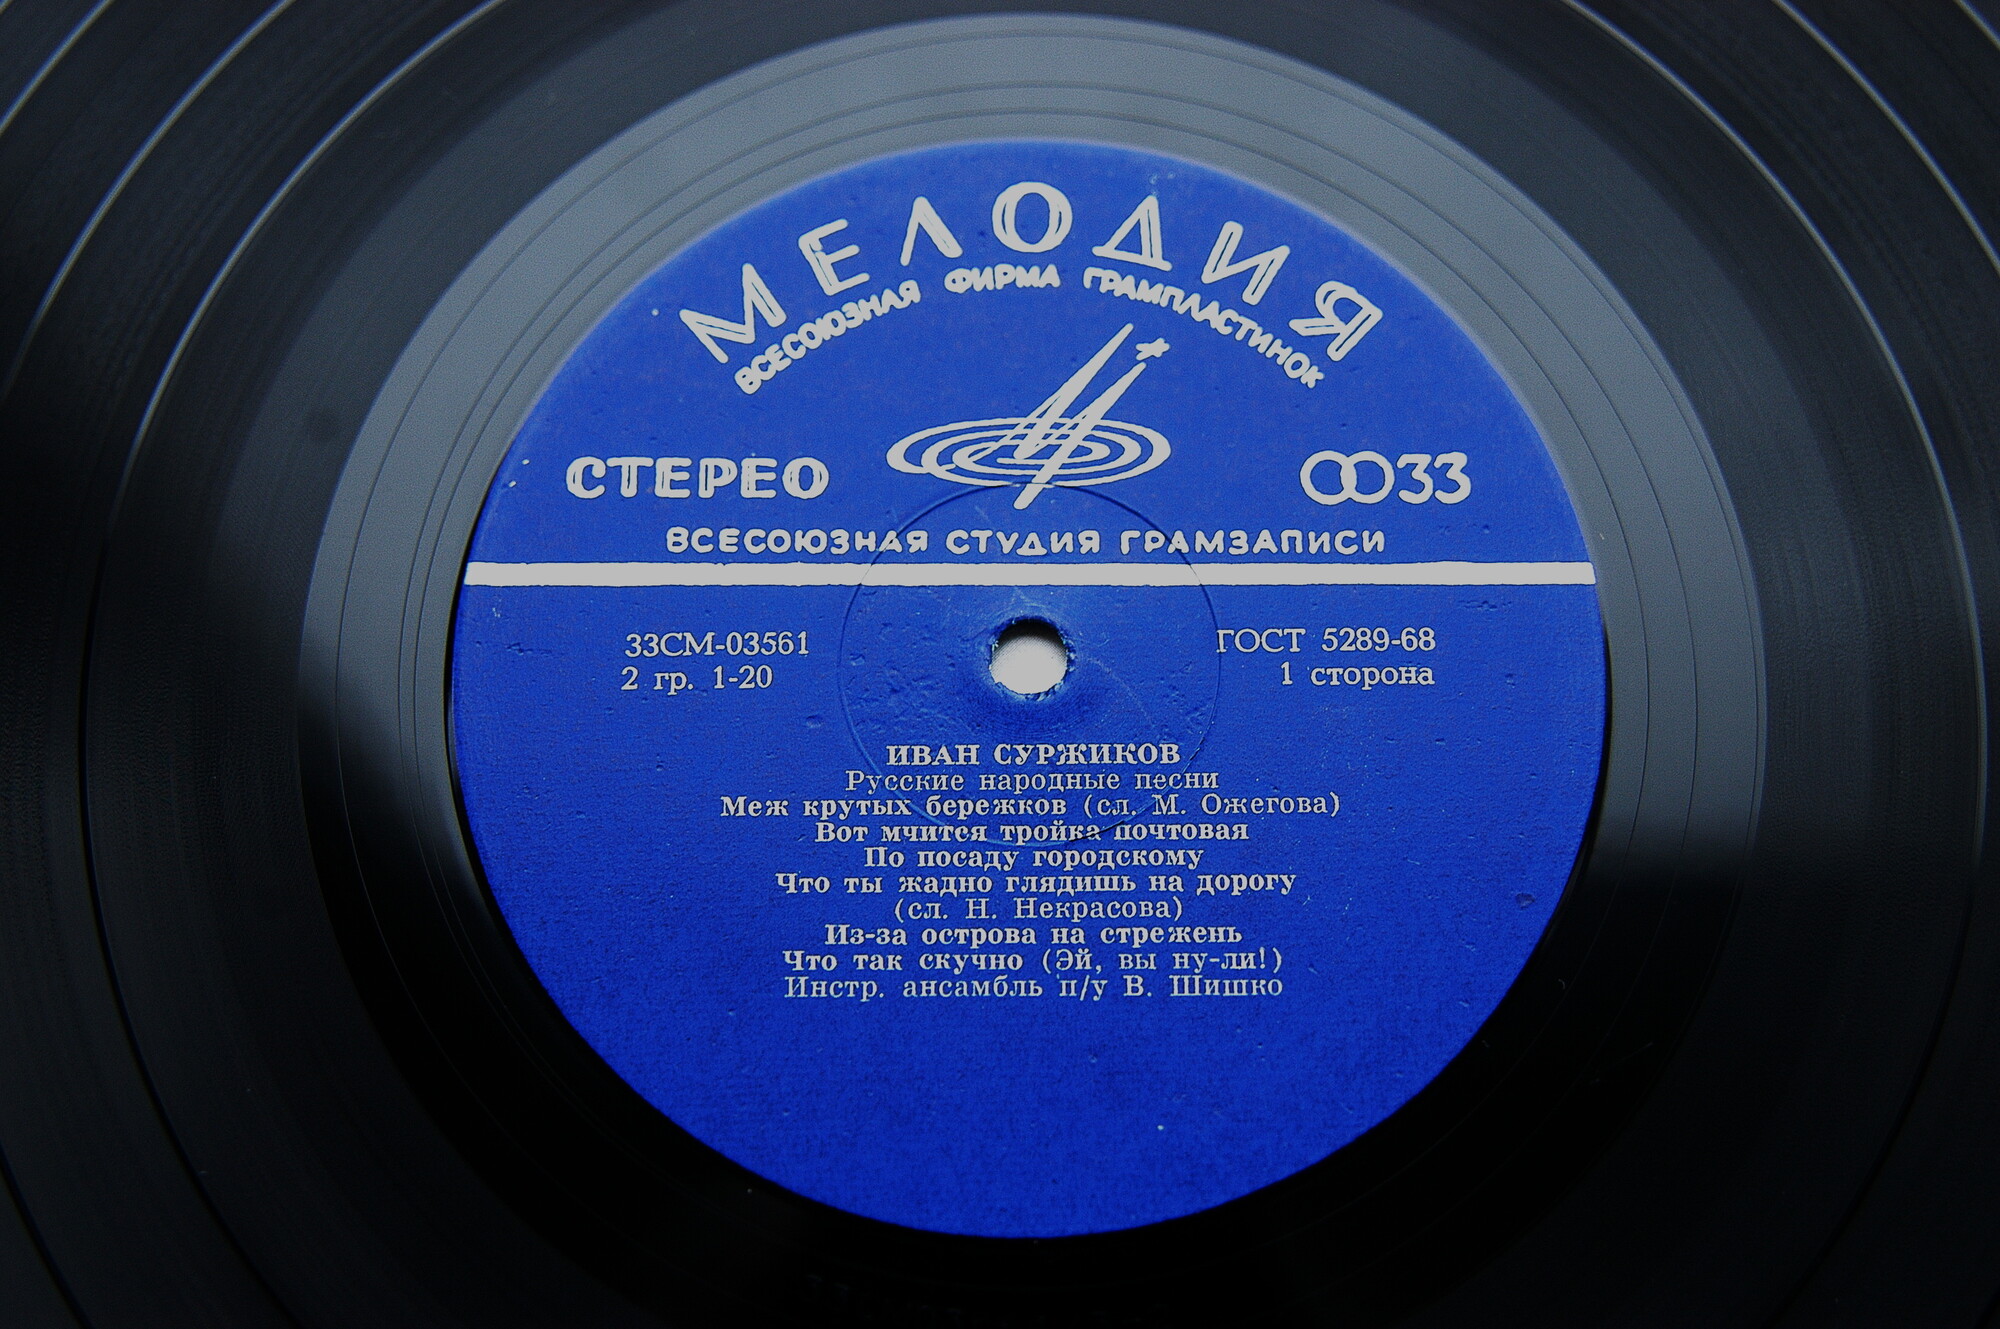 МЕЛОДИЯ
ВСЕСОЮЗНАЯ ФИРМА ГРАМПЛАСТИНОК
СТЕРЕО
33
ВСЕСОЮЗНАЯ СТУДИЯ ГРАМЗАПИСИ
33СМ-03561
ГОСТ 5289-68
2 гр. 1-20
1 сторона
ИВАН СУРЖИКОВ
Русские народные песни
Меж крутых бережков (сл. М. Ожегова)
Вот мчится тройка почтовая
По посаду городскому
Что ты жадно глядишь на дорогу
(сл. Н. Некрасова)
Из-за острова на стрежень
Что так скучно (Эй, вы ну-ли!)
Инстр. ансамбль п/у В. Шишко